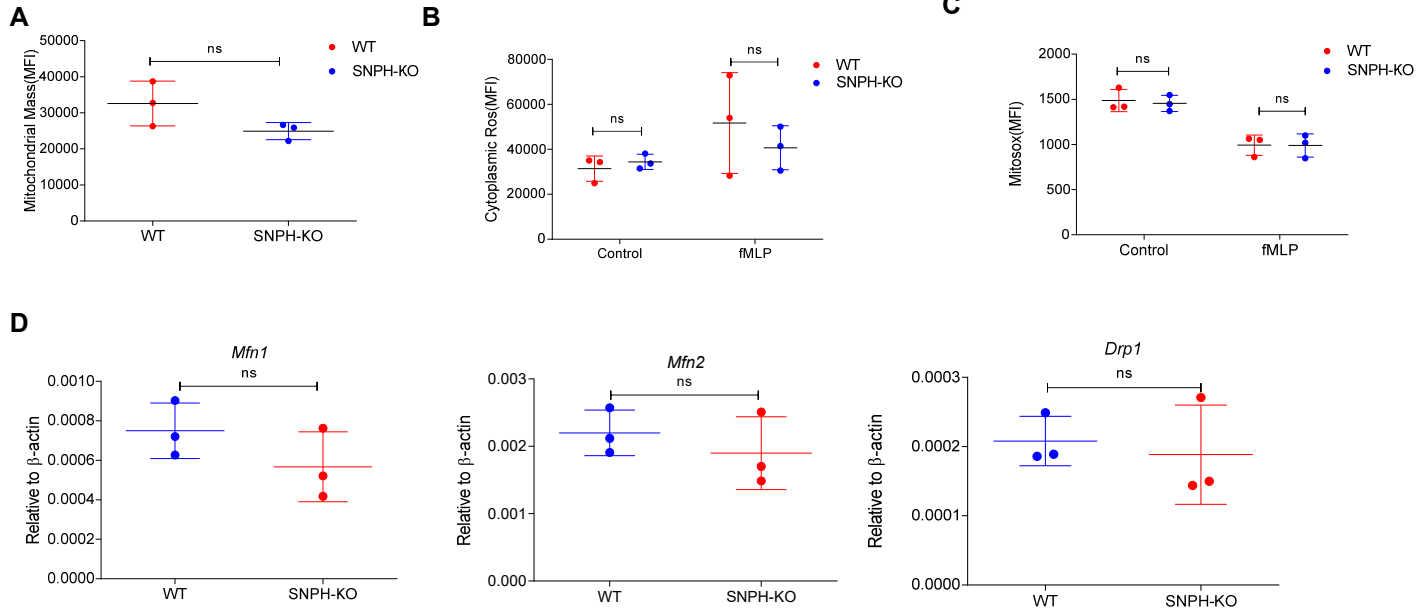 A
Mitochondrial Mass(MFI)
50000
40000
30000
20000
10000
0
ns
WT
SNPH-KO
WT
SNPH-KO
B
Cytoplasmic Ros(MFI)
80000
60000
40000
20000
0
ns
ns
WT
SNPH-KO
Control
fMLP
C
Mitosox(MFI)
2000
1500
1000
500
0
ns
ns
WT
SNPH-KO
Control
fMLP
D
Mfn1
Relative to β-actin
0.0010
0.0008
0.0006
0.0004
0.0002
0.0000
ns
WT
SNPH-KO
Mfn2
Relative to β-actin
0.003
0.002
0.001
0.000
ns
WT
SNPH-KO
Drp1
Relative to β-actin
0.0003
0.0002
0.0001
0.0000
ns
WT
SNPH-KO